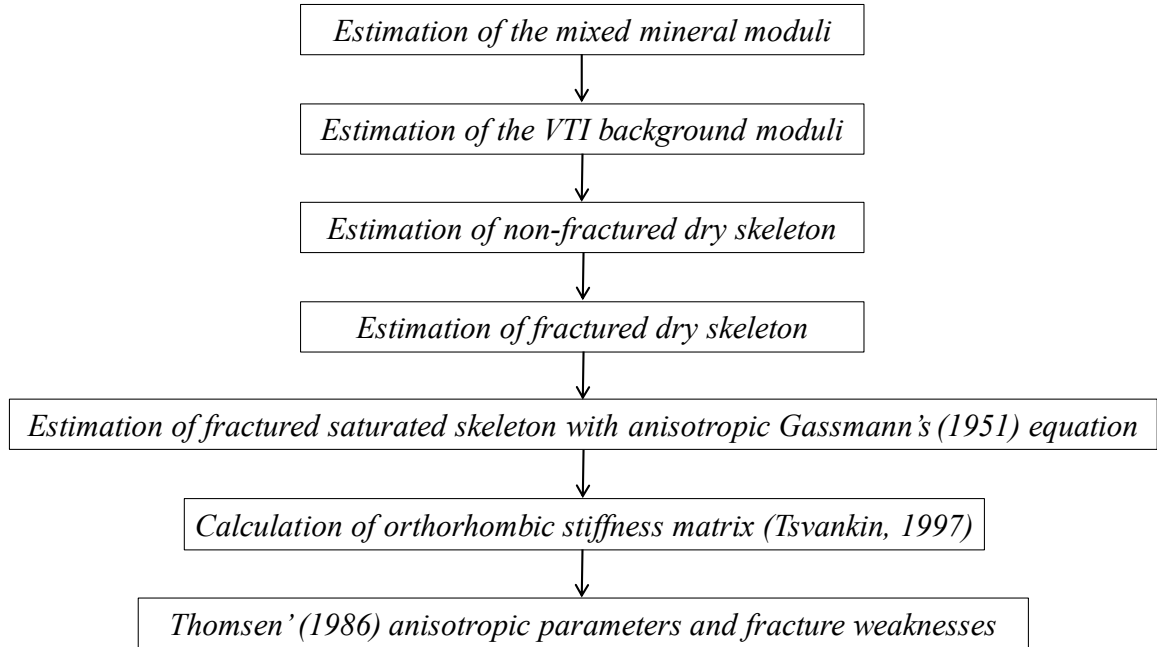 Estimation of the mixed mineral moduli
Estimation of the VTI background moduli
Estimation of non-fractured dry skeleton
Estimation of fractured dry skeleton
Estimation of fractured saturated skeleton with anisotropic Gassmann's (1951) equation
Calculation of orthorhombic stiffness matrix (Tsvankin, 1997)
Thomsen' (1986) anisotropic parameters and fracture weaknesses